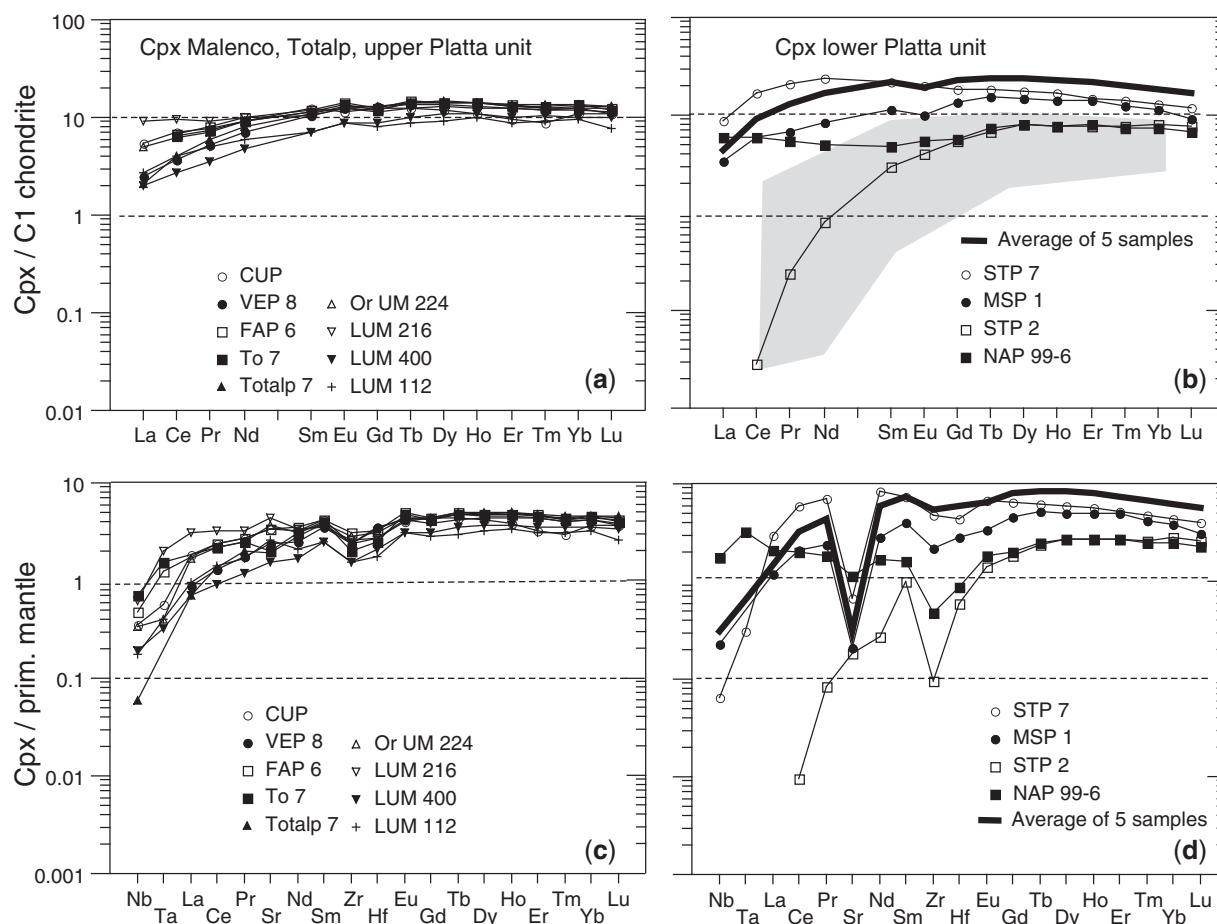 Cpx / C1 chondrite
100
10
1
0.1
0.01
Cpx Malenco, Totalp, upper Platta unit
CUP
VEP 8
FAP 6
To 7
Totalp 7
Or UM 224
LUM 216
LUM 400
LUM 112
(a)
La Ce Pr Nd Sm Eu Gd Tb Dy Ho Er Tm Yb Lu
Cpx lower Platta unit
Average of 5 samples
STP 7
MSP 1
STP 2
NAP 99-6
(b)
La Ce Pr Nd Sm Eu Gd Tb Dy Ho Er Tm Yb Lu
Cpx / prim. mantle
10
1
0.1
0.01
0.001
CUP
VEP 8
FAP 6
To 7
Totalp 7
Or UM 224
LUM 216
LUM 400
LUM 112
(c)
Nb La Pr Nd Zr Eu Tb Ho Tm Lu
Ta Ce Sr Sm Hf Gd Dy Er Yb
STP 7
MSP 1
STP 2
NAP 99-6
Average of 5 samples
(d)
Nb La Pr Nd Zr Eu Tb Ho Tm Lu
Ta Ce Sr Sm Hf Gd Dy Er Yb